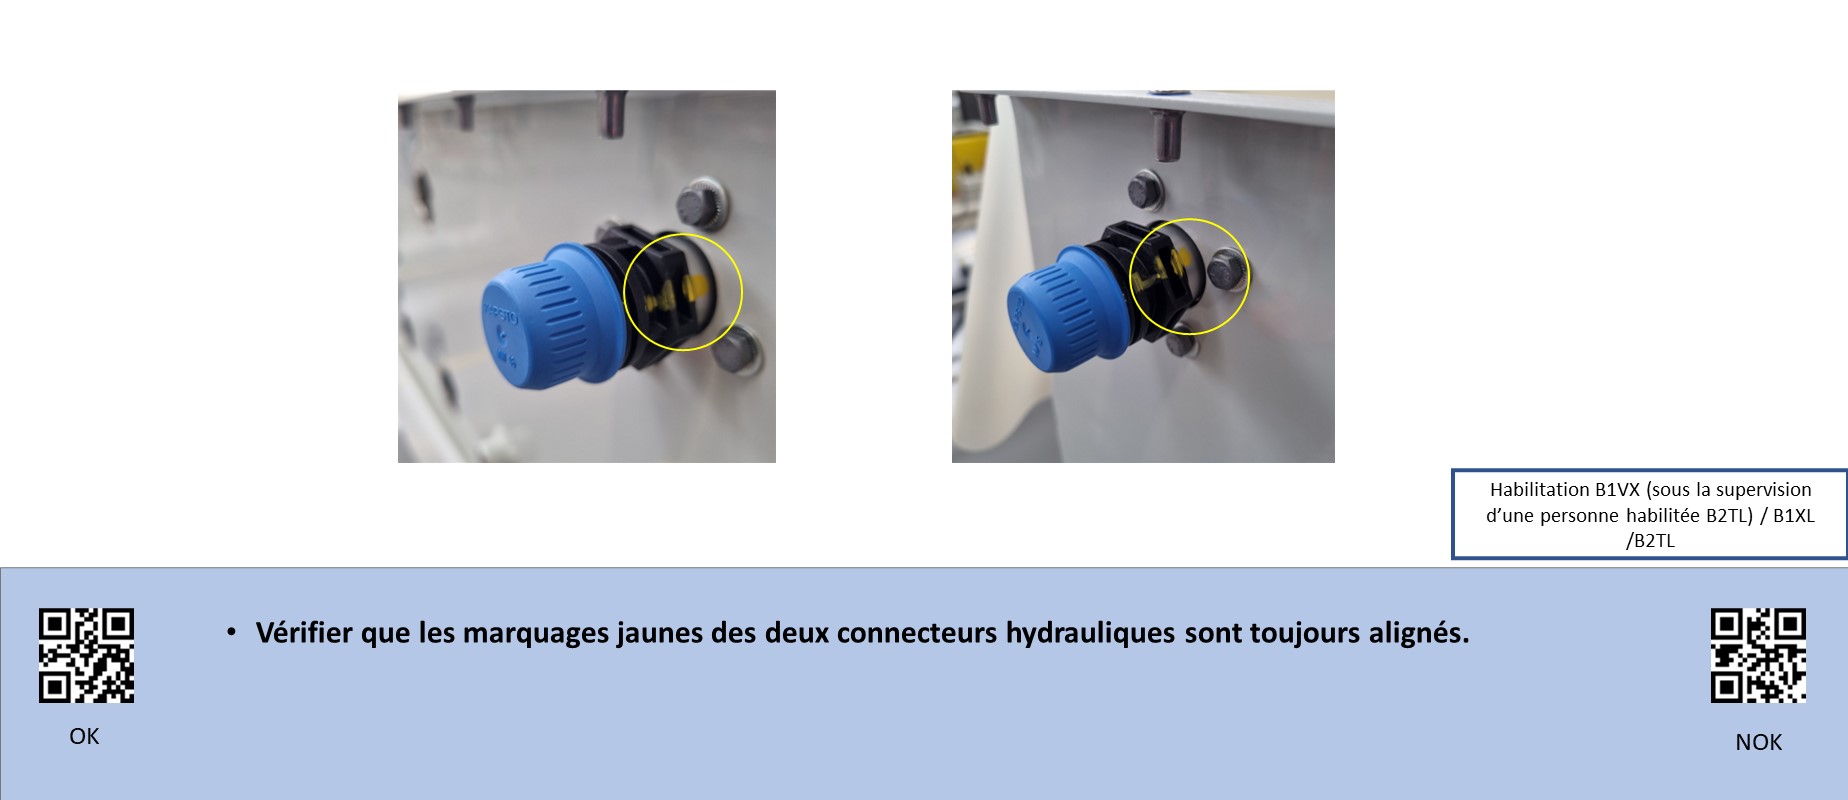 Habilitation B1VX (sous la supervision
d’une personne habilitée B2TL) / B1XL
/B2TL
• Vérifier que les marquages jaunes des deux connecteurs hydrauliques sont toujours alignés.
OK
NOK